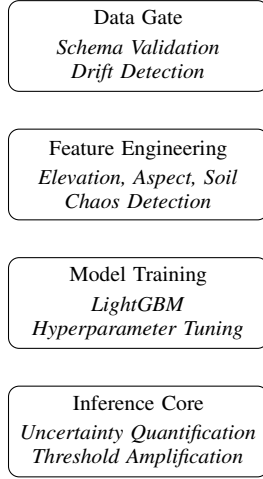 Data Gate
Schema Validation
Drift Detection
Feature Engineering
Elevation, Aspect, Soil
Chaos Detection
Model Training
LightGBM
Hyperparameter Tuning
Inference Core
Uncertainty Quantification
Threshold Amplification